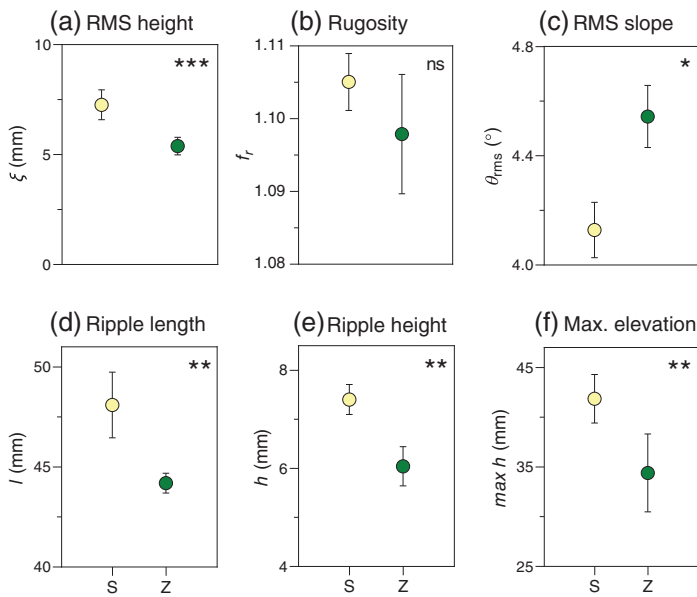 (a) RMS height
(b) Rugosity
(c) RMS slope
10
5
0
ξ (mm)
***
1.11
1.10
1.09
1.08
f_r
ns
4.8
4.4
4.0
θ_rms (°)
*
(d) Ripple length
(e) Ripple height
(f) Max. elevation
50
45
40
l (mm)
**
S Z
8
6
4
h (mm)
**
S Z
45
35
25
max h (mm)
**
S Z